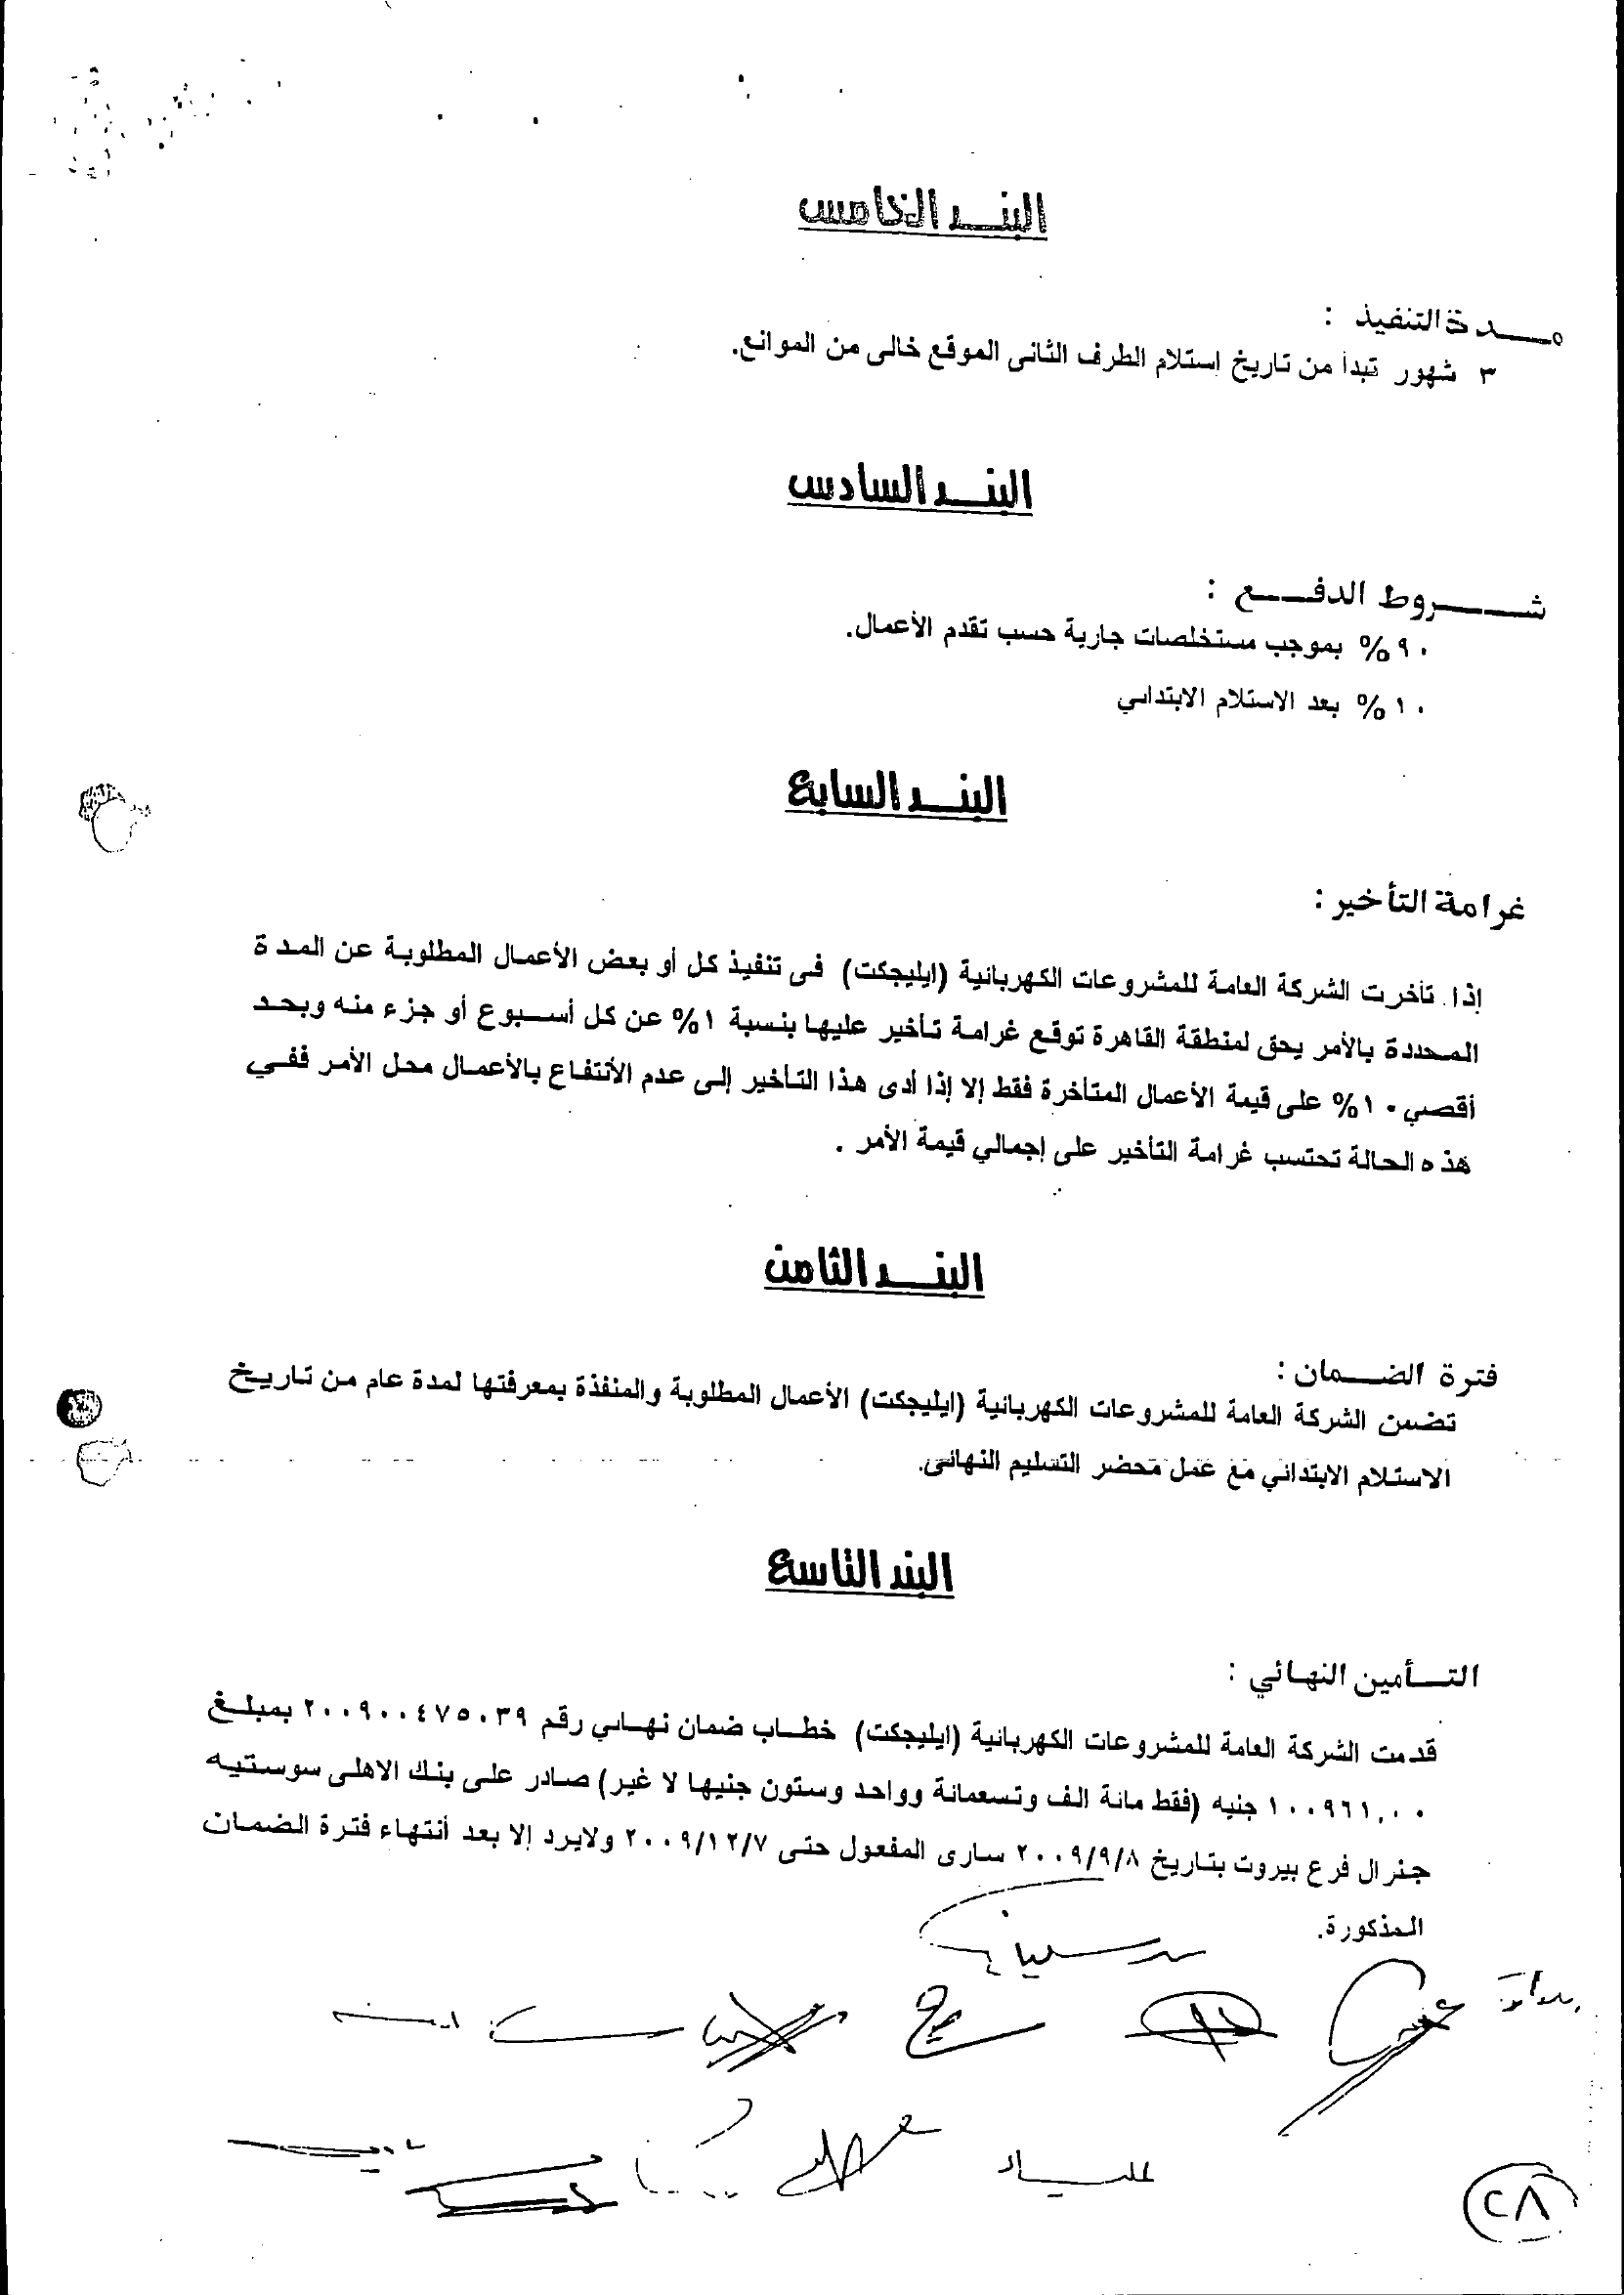 البنـــد الخامس
مـــدة التنفيذ :
٣ شهور تبدأ من تاريخ استلام الطرف الثانى الموقع خالى من الموانع.
البنـــد السادس
شــــروط الدفـــع :
٩٠% بموجب مستخلصات جارية حسب تقدم الأعمال.
١٠% بعد الاستلام الابتدائي
البنـــد السابع
غرامة التأخير :
إذا تأخرت الشركة العامة للمشروعات الكهربائية (ايليجكت) فى تنفيذ كل أو بعض الأعمال المطلوبة عن المدة
المحددة بالأمر يحق لمنطقة القاهرة توقع غرامة تأخير عليها بنسبة ١% عن كل أسبوع أو جزء منه وبحد
أقصي ١٠% على قيمة الأعمال المتأخرة فقط إلا إذا أدى هذا التأخير إلى عدم الأنتفاع بالأعمال محل الأمر ففي
هذه الحالة تحتسب غرامة التأخير على إجمالي قيمة الأمر .
البنـــد الثامن
فترة الضـــمان :
تضمن الشركة العامة للمشروعات الكهربائية (ايليجكت) الأعمال المطلوبة والمنفذة بمعرفتها لمدة عام من تاريخ
الاستلام الابتدائي مع عمل محضر التسليم النهائى.
البند التاسع
التـــأمين النهائي :
قدمت الشركة العامة للمشروعات الكهربائية (ايليجكت) خطاب ضمان نهائي رقم ٢٠٠٩٠٠٤٧٥٠٣٩ بمبلغ
١٠٠٩٦١,٠٠ جنيه (فقط مائة الف وتسعمائة وواحد وستون جنيها لا غير) صادر على بنك الاهلى سوستيه
جنرال فرع بيروت بتاريخ ٢٠٠٩/٩/٨ سارى المفعول حتى ٢٠٠٩/١٢/٧ ولايرد إلا بعد أنتهاء فترة الضمان
المذكورة.
٢٨